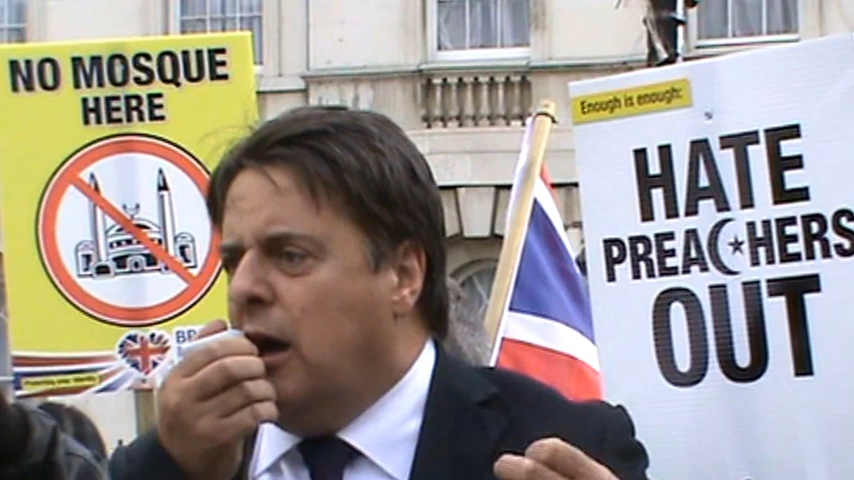 NO MOSQUE
HERE
Enough is enough:
HATE
PREACHERS
OUT